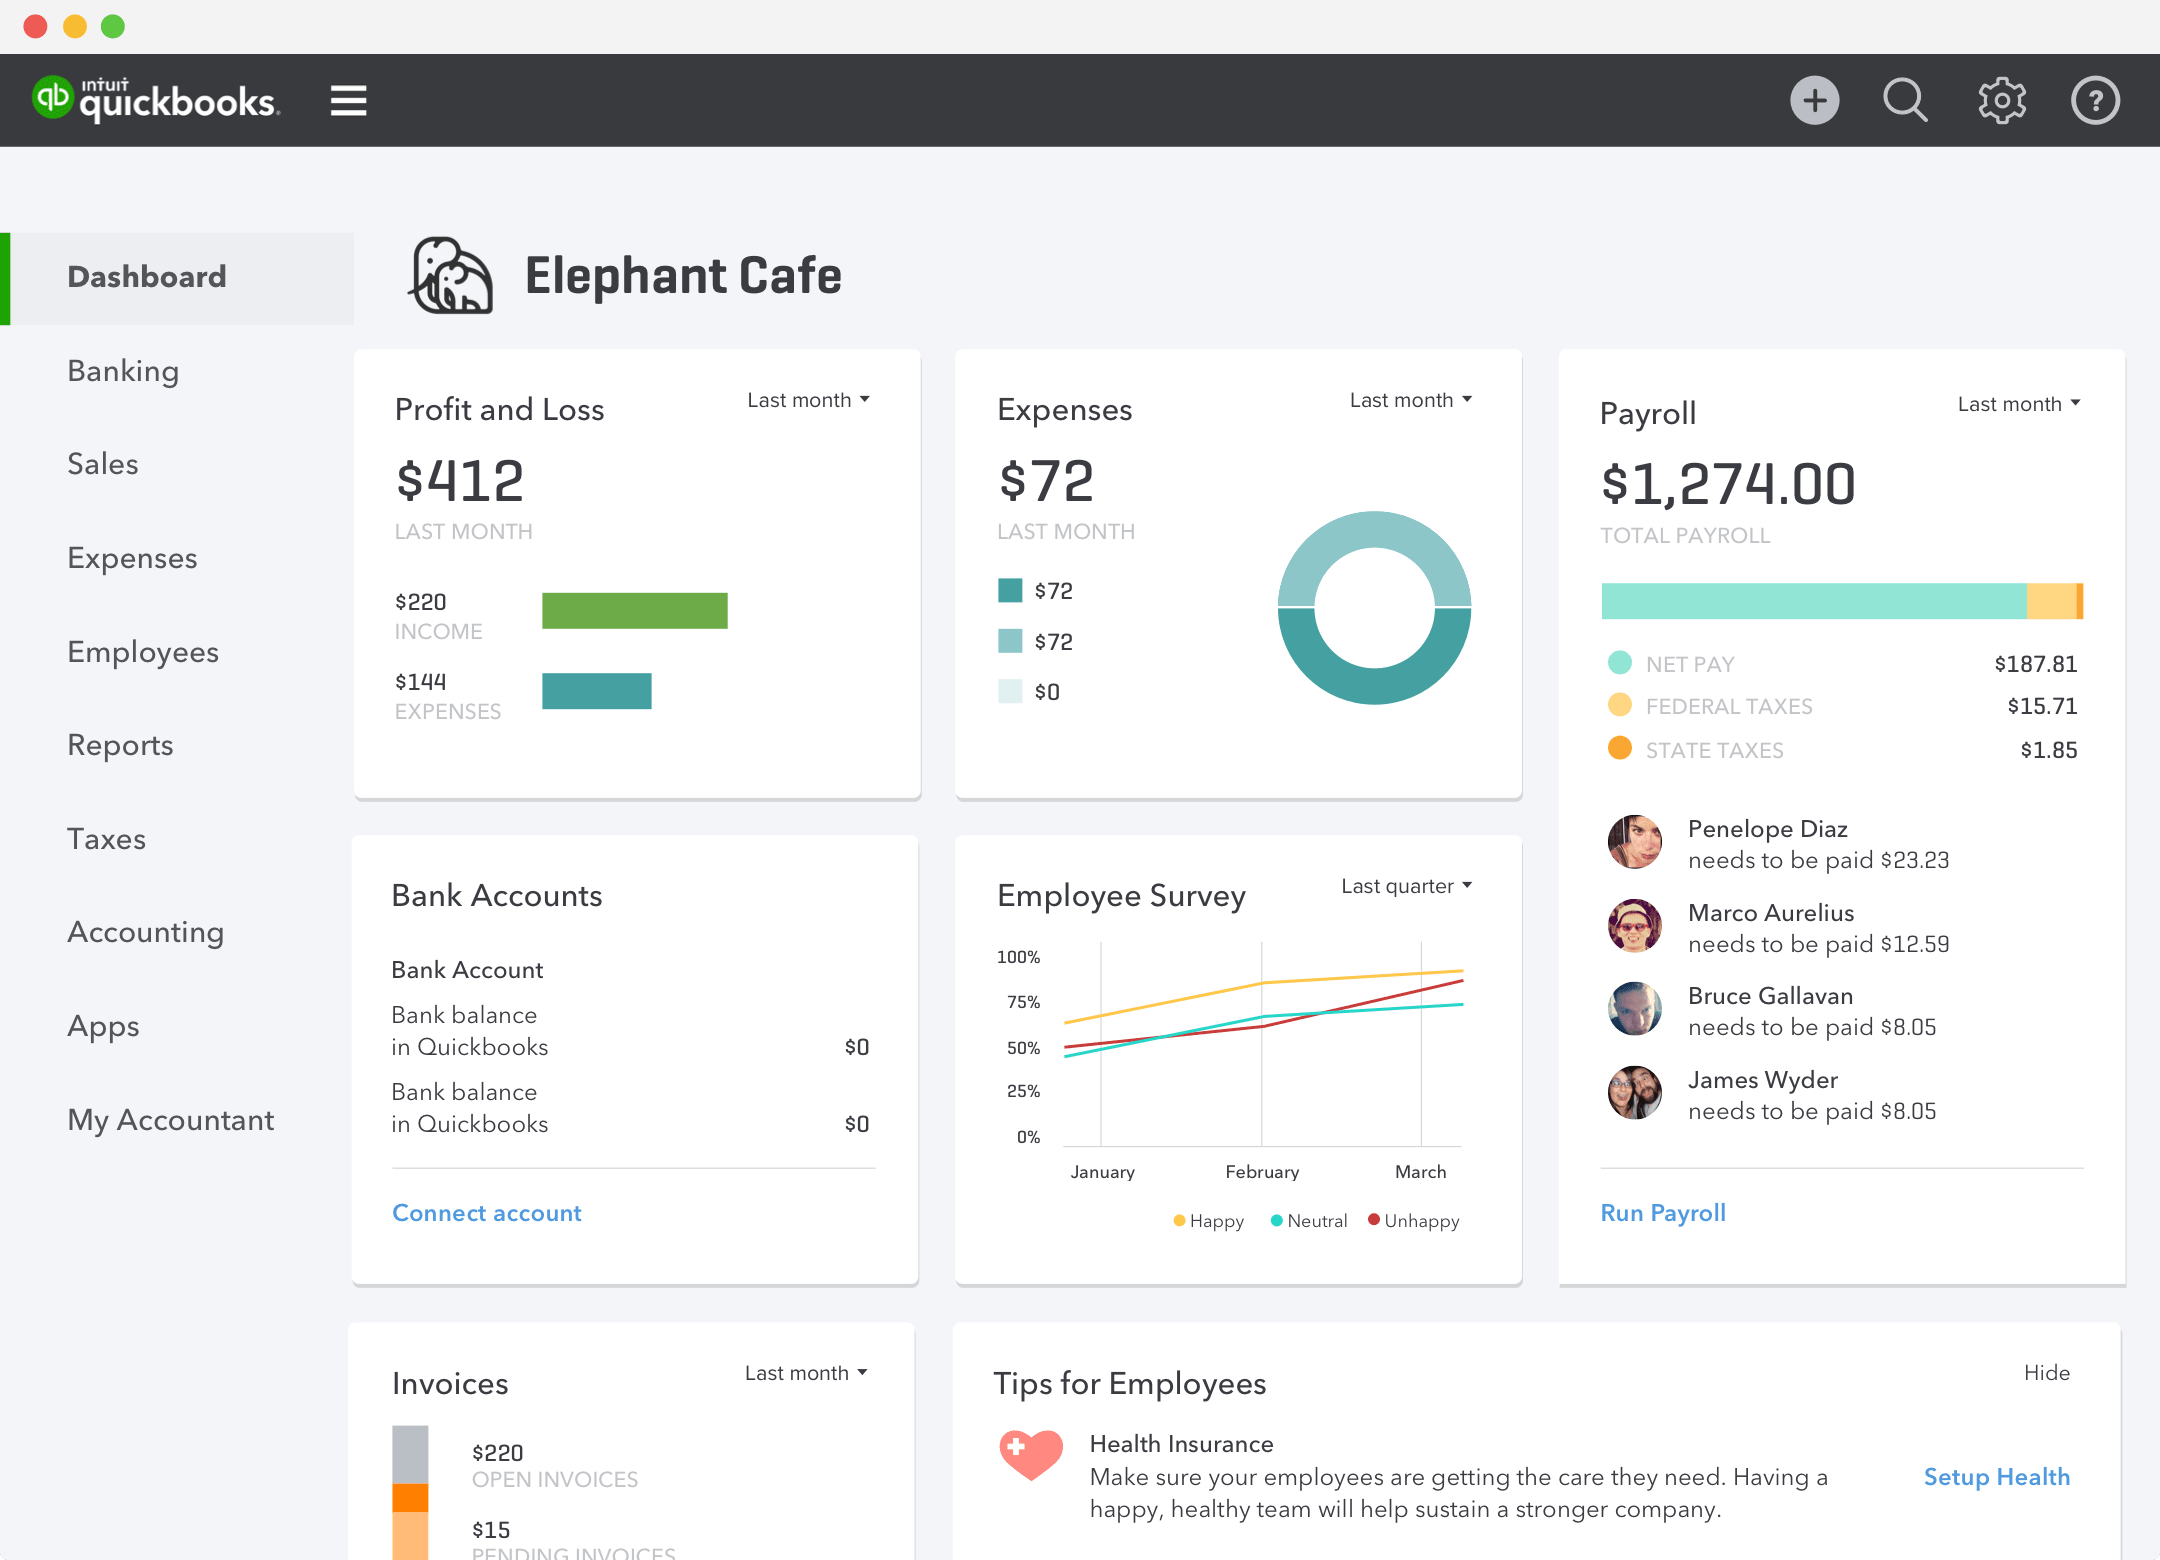 ıntuıt
quickbooks.
Dashboard
Banking
Sales
Expenses
Employees
Reports
Taxes
Accounting
Apps
My Accountant
Elephant Cafe
Profit and Loss
Last month
$412
LAST MONTH
$220
INCOME
$144
EXPENSES
Expenses
Last month
$72
LAST MONTH
$72
$72
$0
Payroll
Last month
$1,274.00
TOTAL PAYROLL
NET PAY $187.81
FEDERAL TAXES $15.71
STATE TAXES $1.85
Penelope Diaz
needs to be paid $23.23
Marco Aurelius
needs to be paid $12.59
Bruce Gallavan
needs to be paid $8.05
James Wyder
needs to be paid $8.05
Run Payroll
Bank Accounts
Bank Account
Bank balance
in Quickbooks $0
Bank balance
in Quickbooks $0
Connect account
Employee Survey
Last quarter
100%
75%
50%
25%
0%
January February March
Happy Neutral Unhappy
Invoices
Last month
$220
OPEN INVOICES
$15
PENDING INVOICES
Tips for Employees
Hide
Health Insurance
Make sure your employees are getting the care they need. Having a
happy, healthy team will help sustain a stronger company.
Setup Health